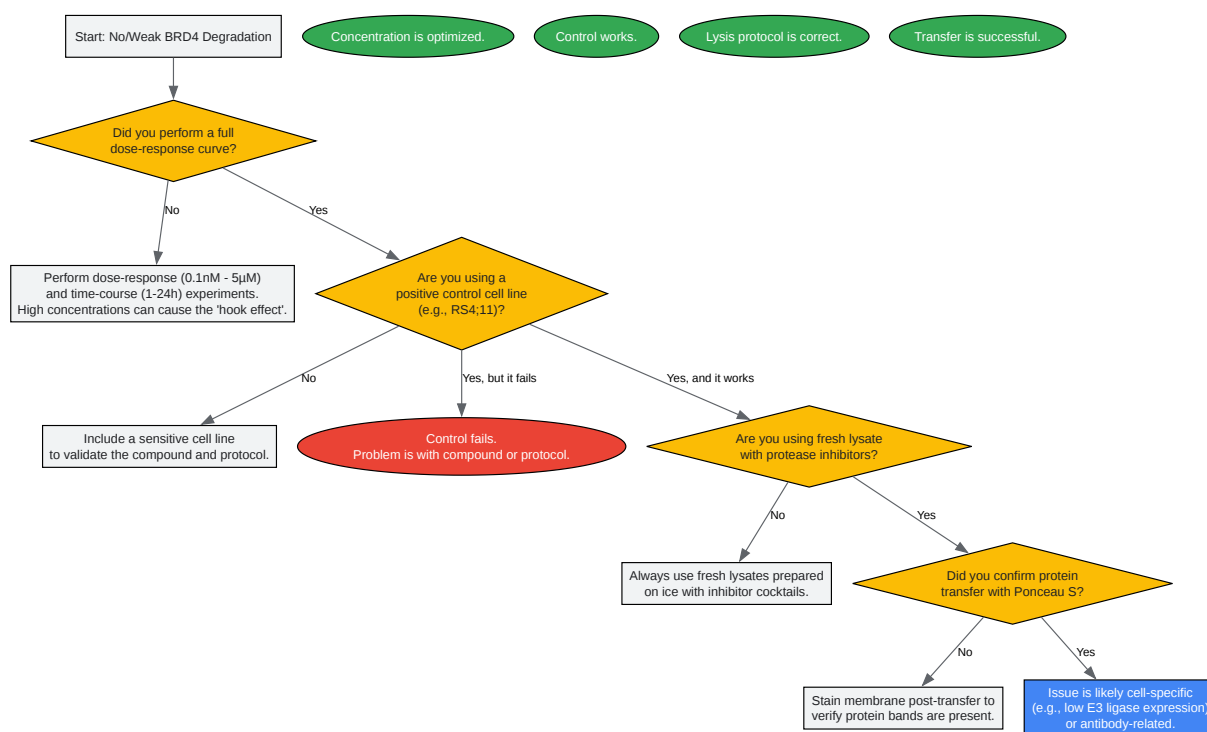 Start: No/Weak BRD4 Degradation
Concentration is optimized.
Control works.
Lysis protocol is correct.
Transfer is successful.
Did you perform a full
dose-response curve?
No
Yes
Perform dose-response (0.1nM - 5µM)
and time-course (1-24h) experiments.
High concentrations can cause the 'hook effect'.
Are you using a
positive control cell line
(e.g., RS4;11)?
No
Yes, but it fails
Yes, and it works
Include a sensitive cell line
to validate the compound and protocol.
Control fails.
Problem is with compound or protocol.
Are you using fresh lysate
with protease inhibitors?
No
Yes
Always use fresh lysates prepared
on ice with inhibitor cocktails.
Did you confirm protein
transfer with Ponceau S?
No
Yes
Stain membrane post-transfer to
verify protein bands are present.
Issue is likely cell-specific
(e.g., low E3 ligase expression)
or antibody-related.